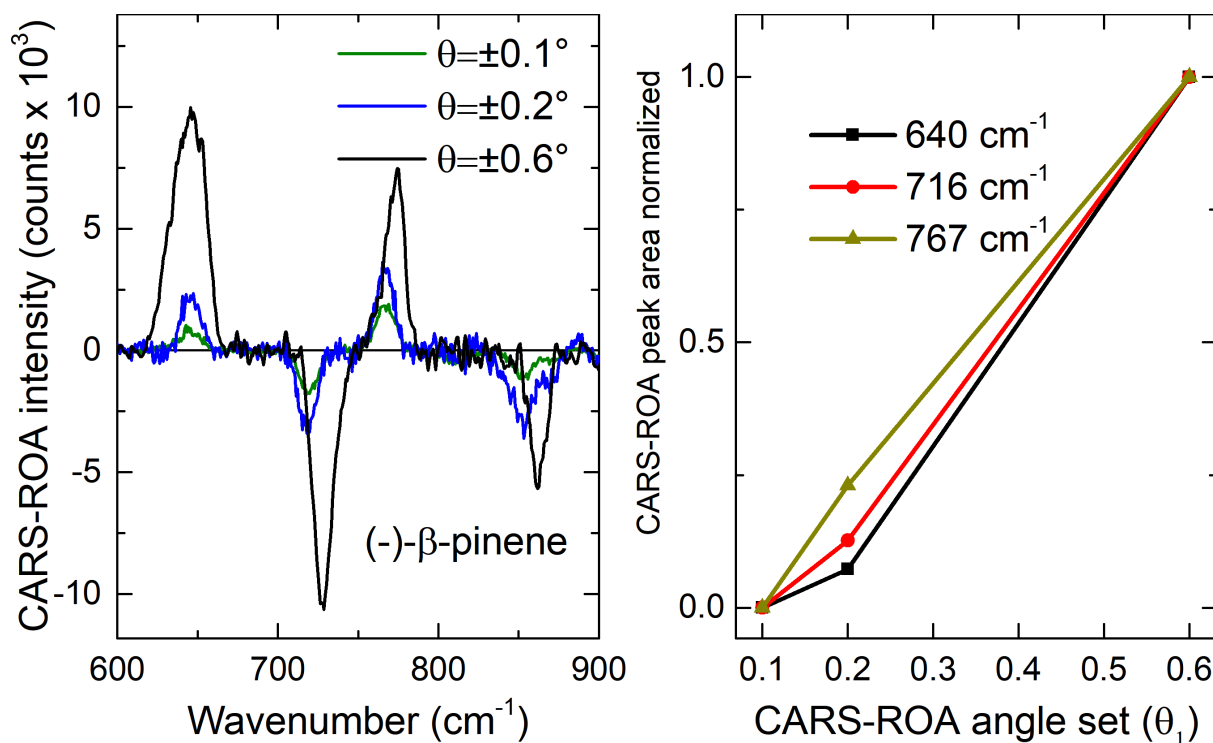 CARS-ROA intensity (counts x 10³)
10
5
0
-5
-10
θ=±0.1°
θ=±0.2°
θ=±0.6°
(-)-β-pinene
600
700
800
900
Wavenumber (cm⁻¹)
CARS-ROA peak area normalized
1.0
0.5
0.0
640 cm⁻¹
716 cm⁻¹
767 cm⁻¹
0.1
0.2
0.3
0.4
0.5
0.6
CARS-ROA angle set (θ₁)